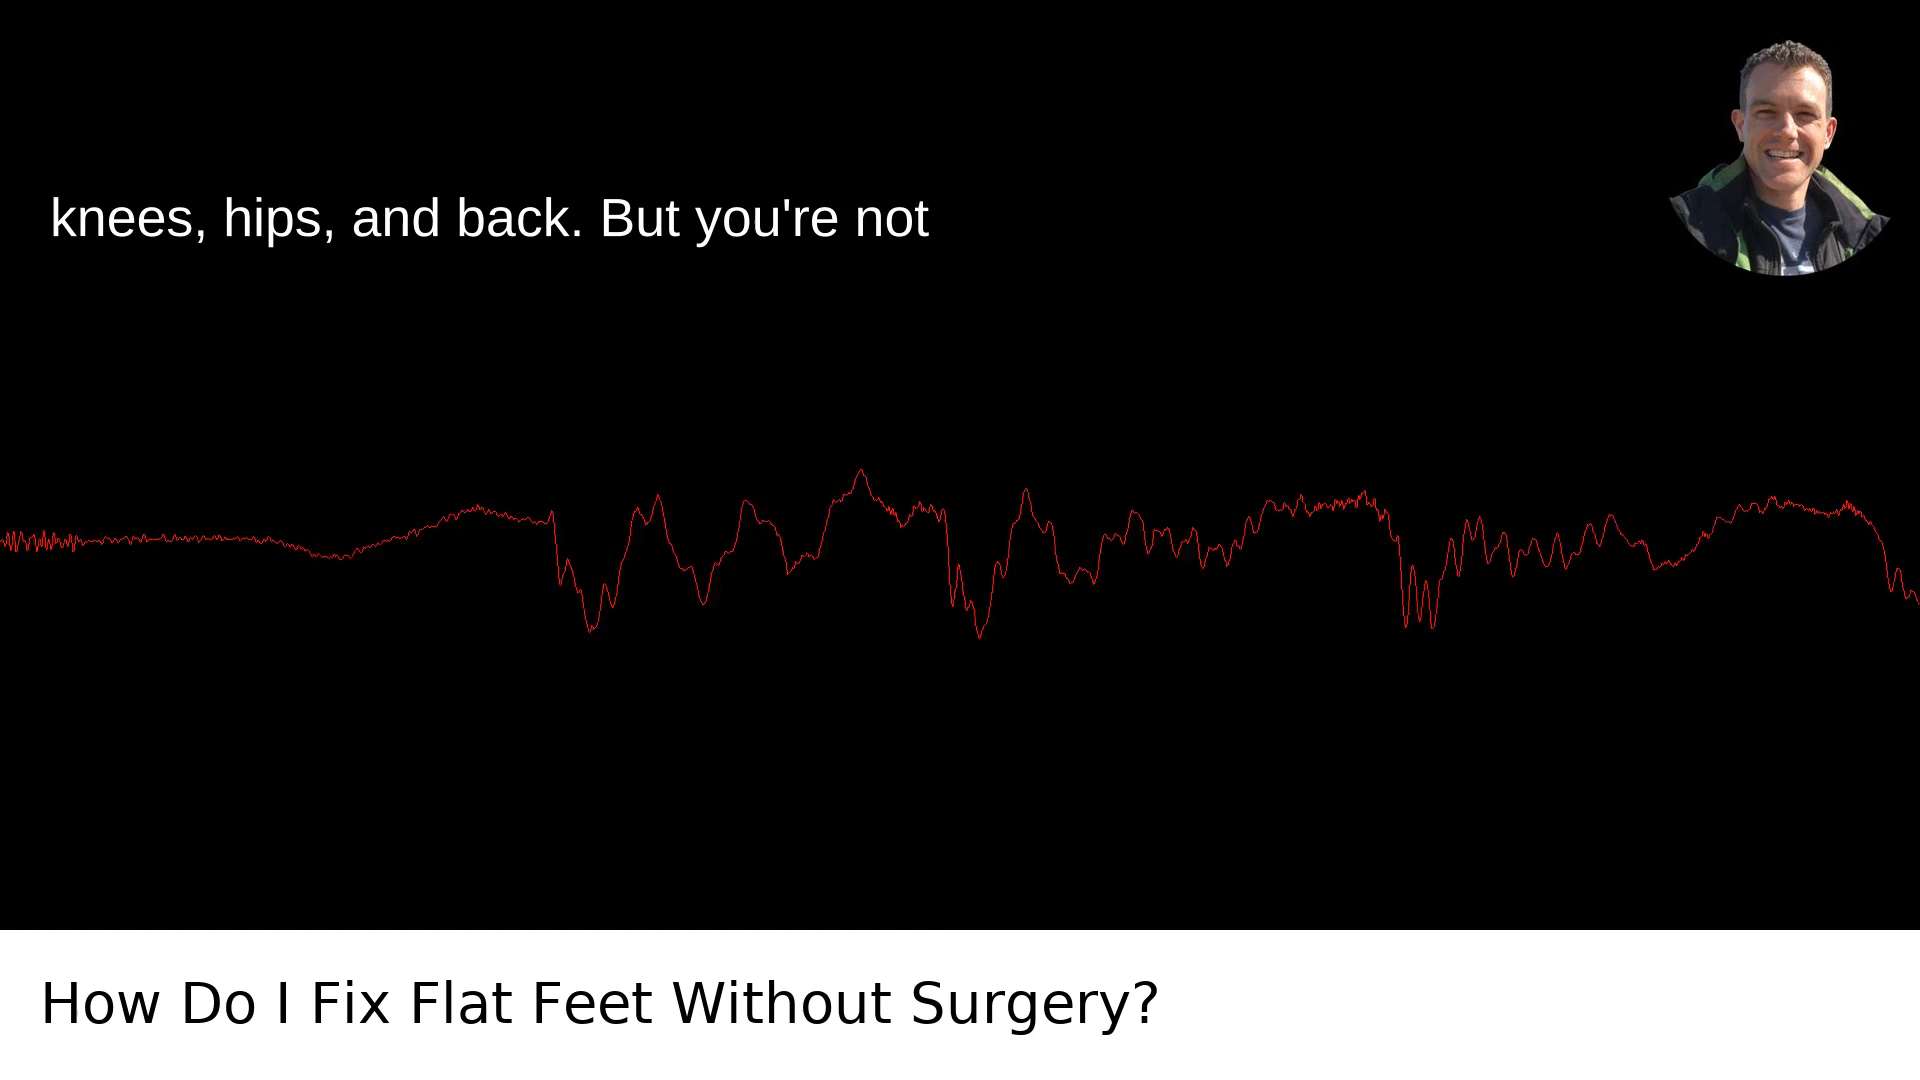 knees, hips, and back. But you're not
How Do I Fix Flat Feet Without Surgery?